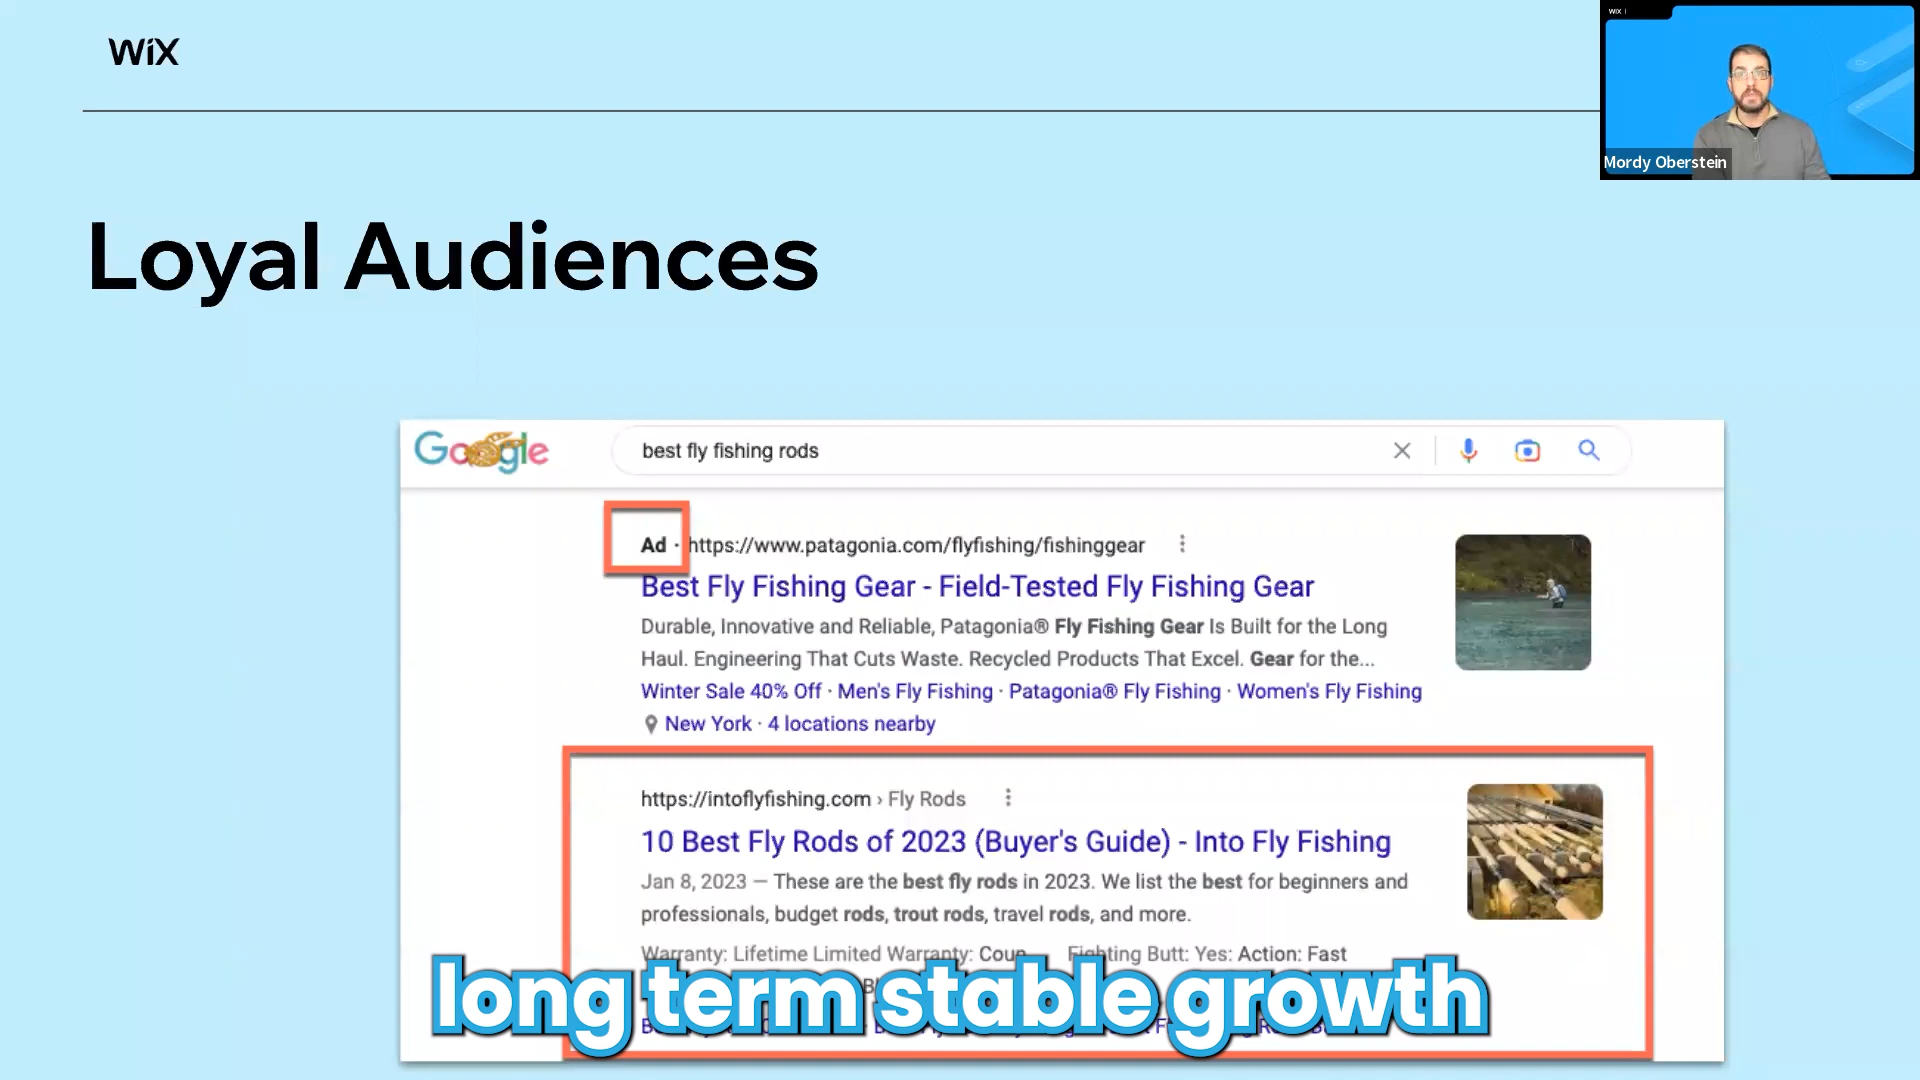 WiX
WIX
Mordy Oberstein
Loyal Audiences
Google
best fly fishing rods
Ad · https://www.patagonia.com/flyfishing/fishinggear
Best Fly Fishing Gear - Field-Tested Fly Fishing Gear
Durable, Innovative and Reliable, Patagonia® Fly Fishing Gear Is Built for the Long
Haul. Engineering That Cuts Waste. Recycled Products That Excel. Gear for the...
Winter Sale 40% Off · Men's Fly Fishing · Patagonia® Fly Fishing · Women's Fly Fishing
New York · 4 locations nearby
https://intoflyfishing.com › Fly Rods
10 Best Fly Rods of 2023 (Buyer's Guide) - Into Fly Fishing
Jan 8, 2023 — These are the best fly rods in 2023. We list the best for beginners and
professionals, budget rods, trout rods, travel rods, and more.
Warranty: Lifetime Limited Warranty: Coup Fighting Butt: Yes: Action: Fast
long term stable growth